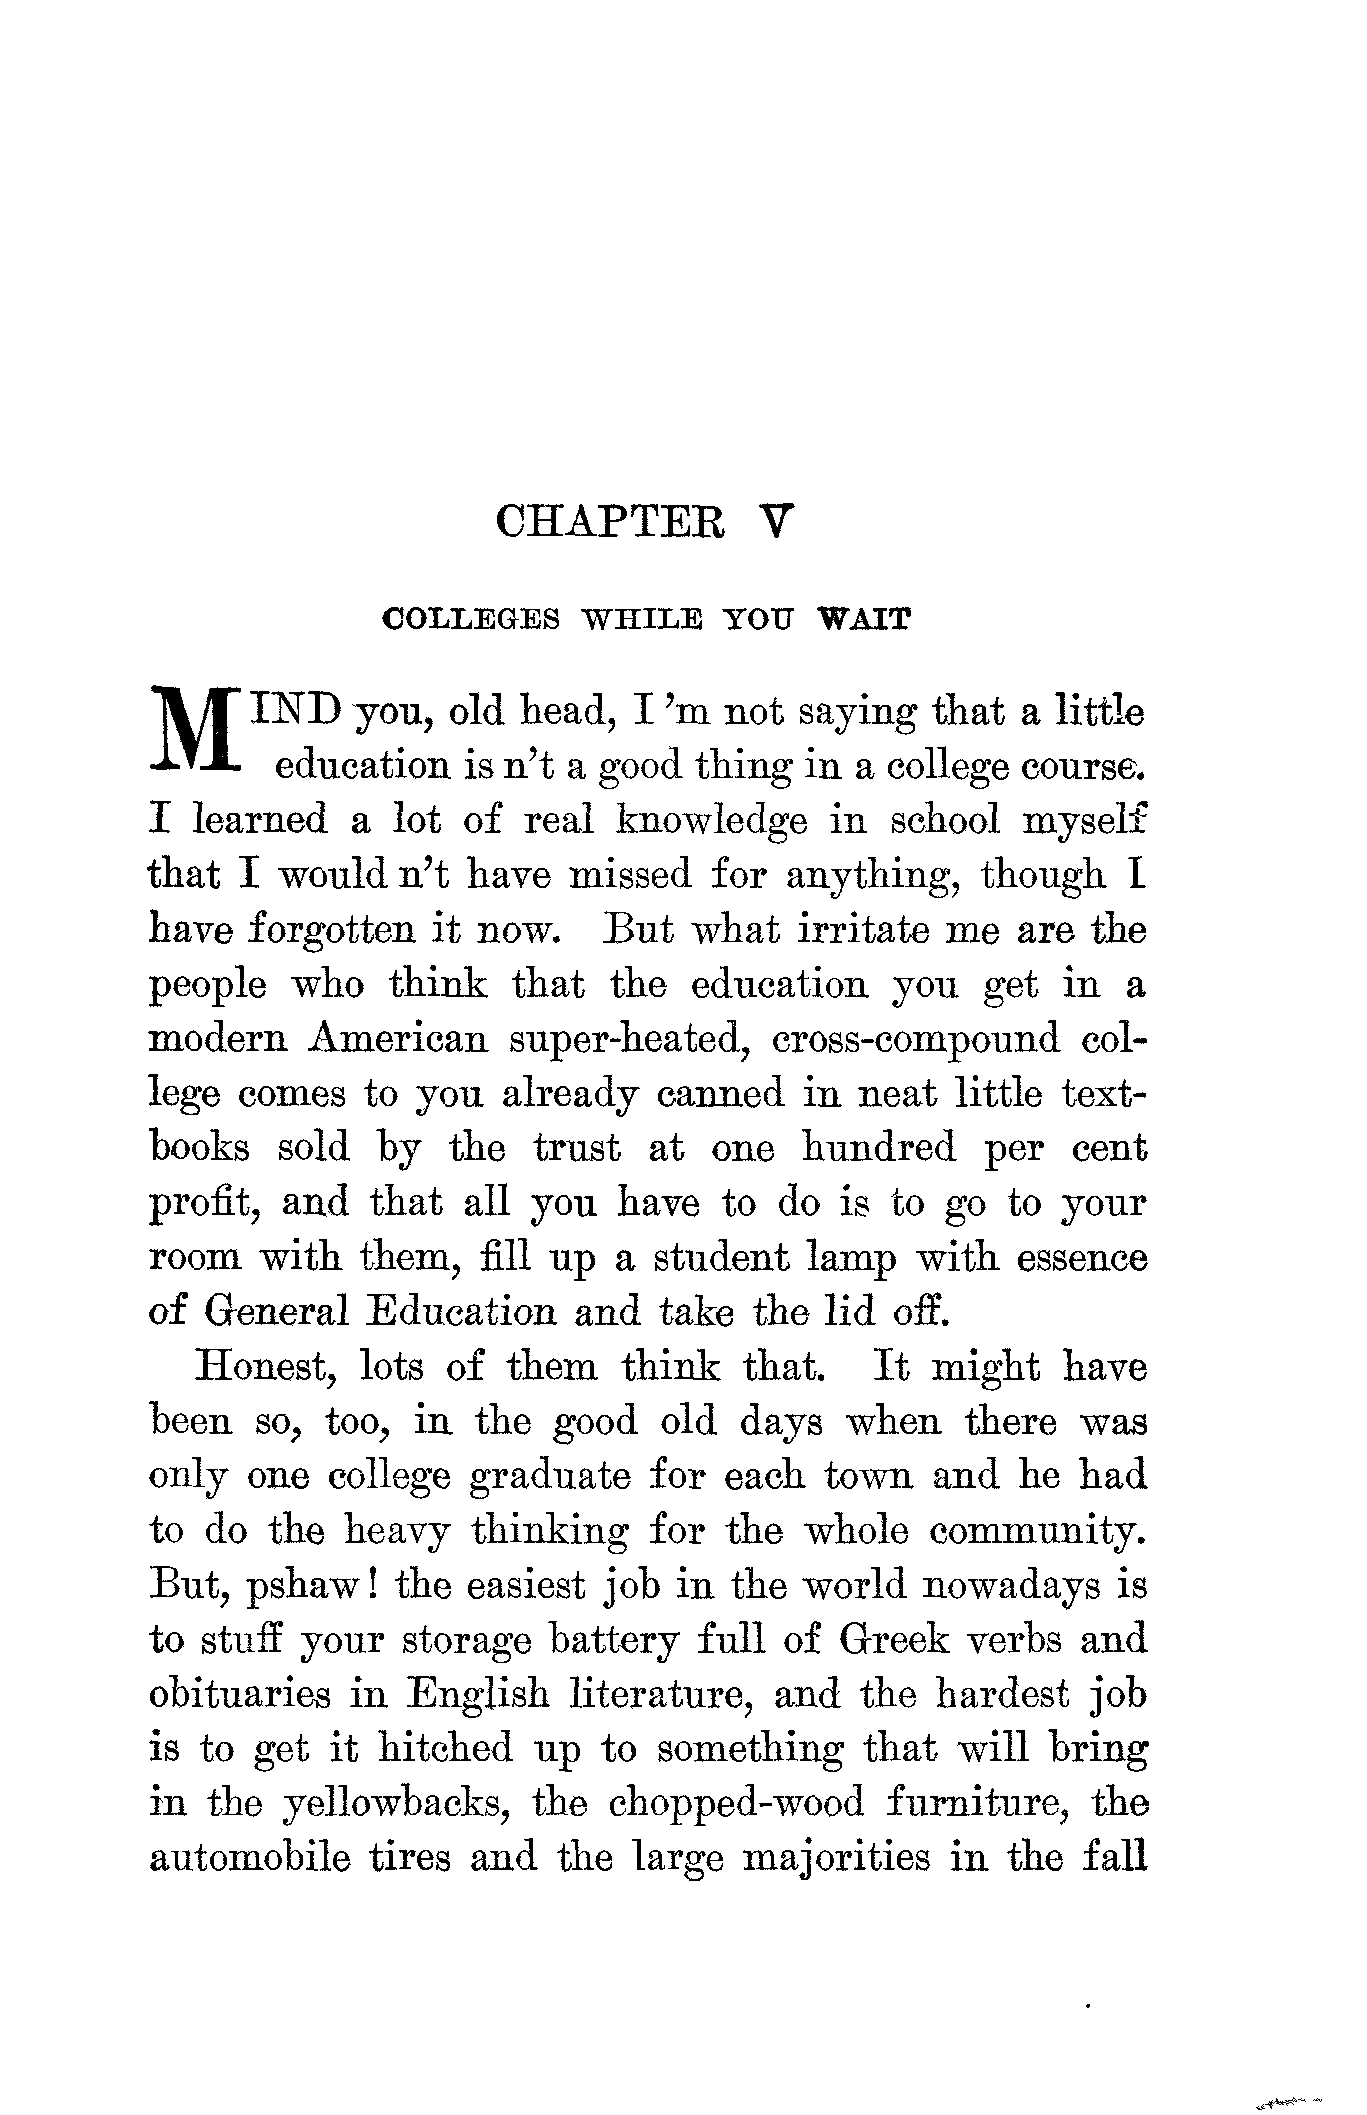 CHAPTER V
COLLEGES WHILE YOU WAIT
MIND you, old head, I 'm not saying that a little
education is n't a good thing in a college course.
I learned a lot of real knowledge in school myself
that I would n't have missed for anything, though I
have forgotten it now. But what irritate me are the
people who think that the education you get in a
modern American super-heated, cross-compound col-
lege comes to you already canned in neat little text-
books sold by the trust at one hundred per cent
profit, and that all you have to do is to go to your
room with them, fill up a student lamp with essence
of General Education and take the lid off.
Honest, lots of them think that. It might have
been so, too, in the good old days when there was
only one college graduate for each town and he had
to do the heavy thinking for the whole community.
But, pshaw! the easiest job in the world nowadays is
to stuff your storage battery full of Greek verbs and
obituaries in English literature, and the hardest job
is to get it hitched up to something that will bring
in the yellowbacks, the chopped-wood furniture, the
automobile tires and the large majorities in the fall